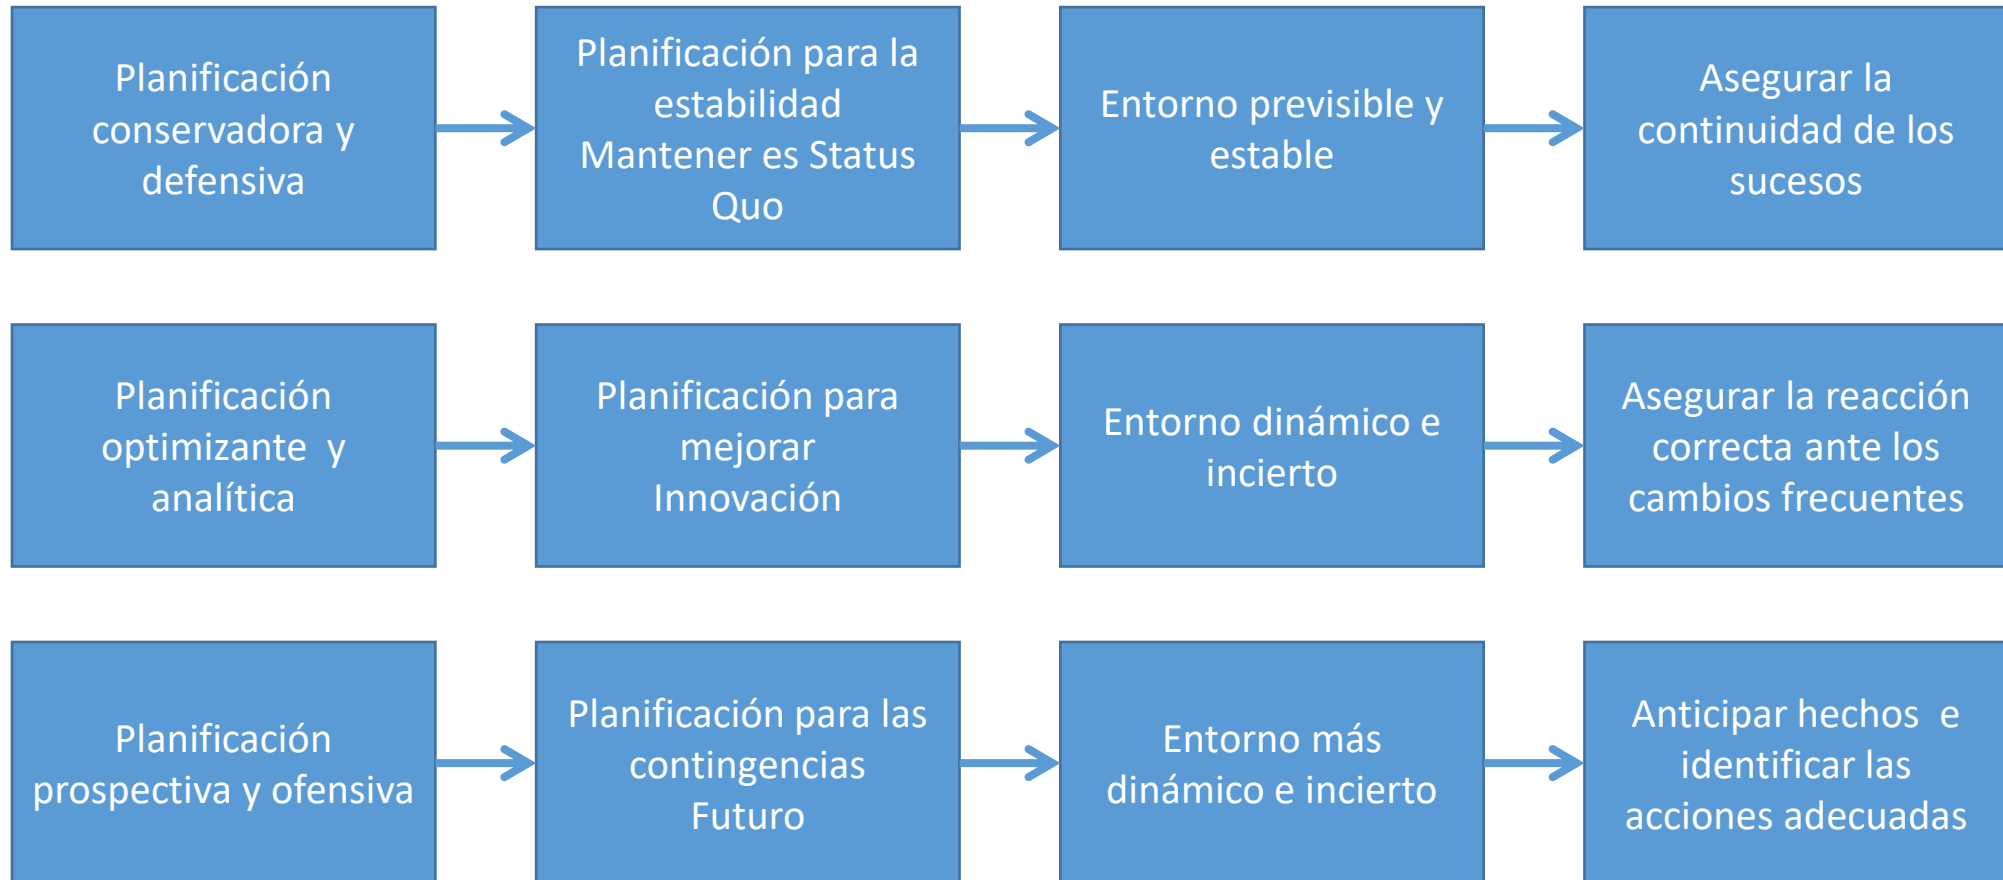 Planificación
conservadora y
defensiva
Planificación para la
estabilidad
Mantener es Status
Quo
Entorno previsible y
estable
Asegurar la
continuidad de los
sucesos
Planificación
optimizante  y
analítica
Planificación para
mejorar
Innovación
Entorno dinámico e
incierto
Asegurar la reacción
correcta ante los
cambios frecuentes
Planificación
prospectiva y ofensiva
Planificación para las
contingencias
Futuro
Entorno más
dinámico e incierto
Anticipar hechos  e
identificar las
acciones adecuadas